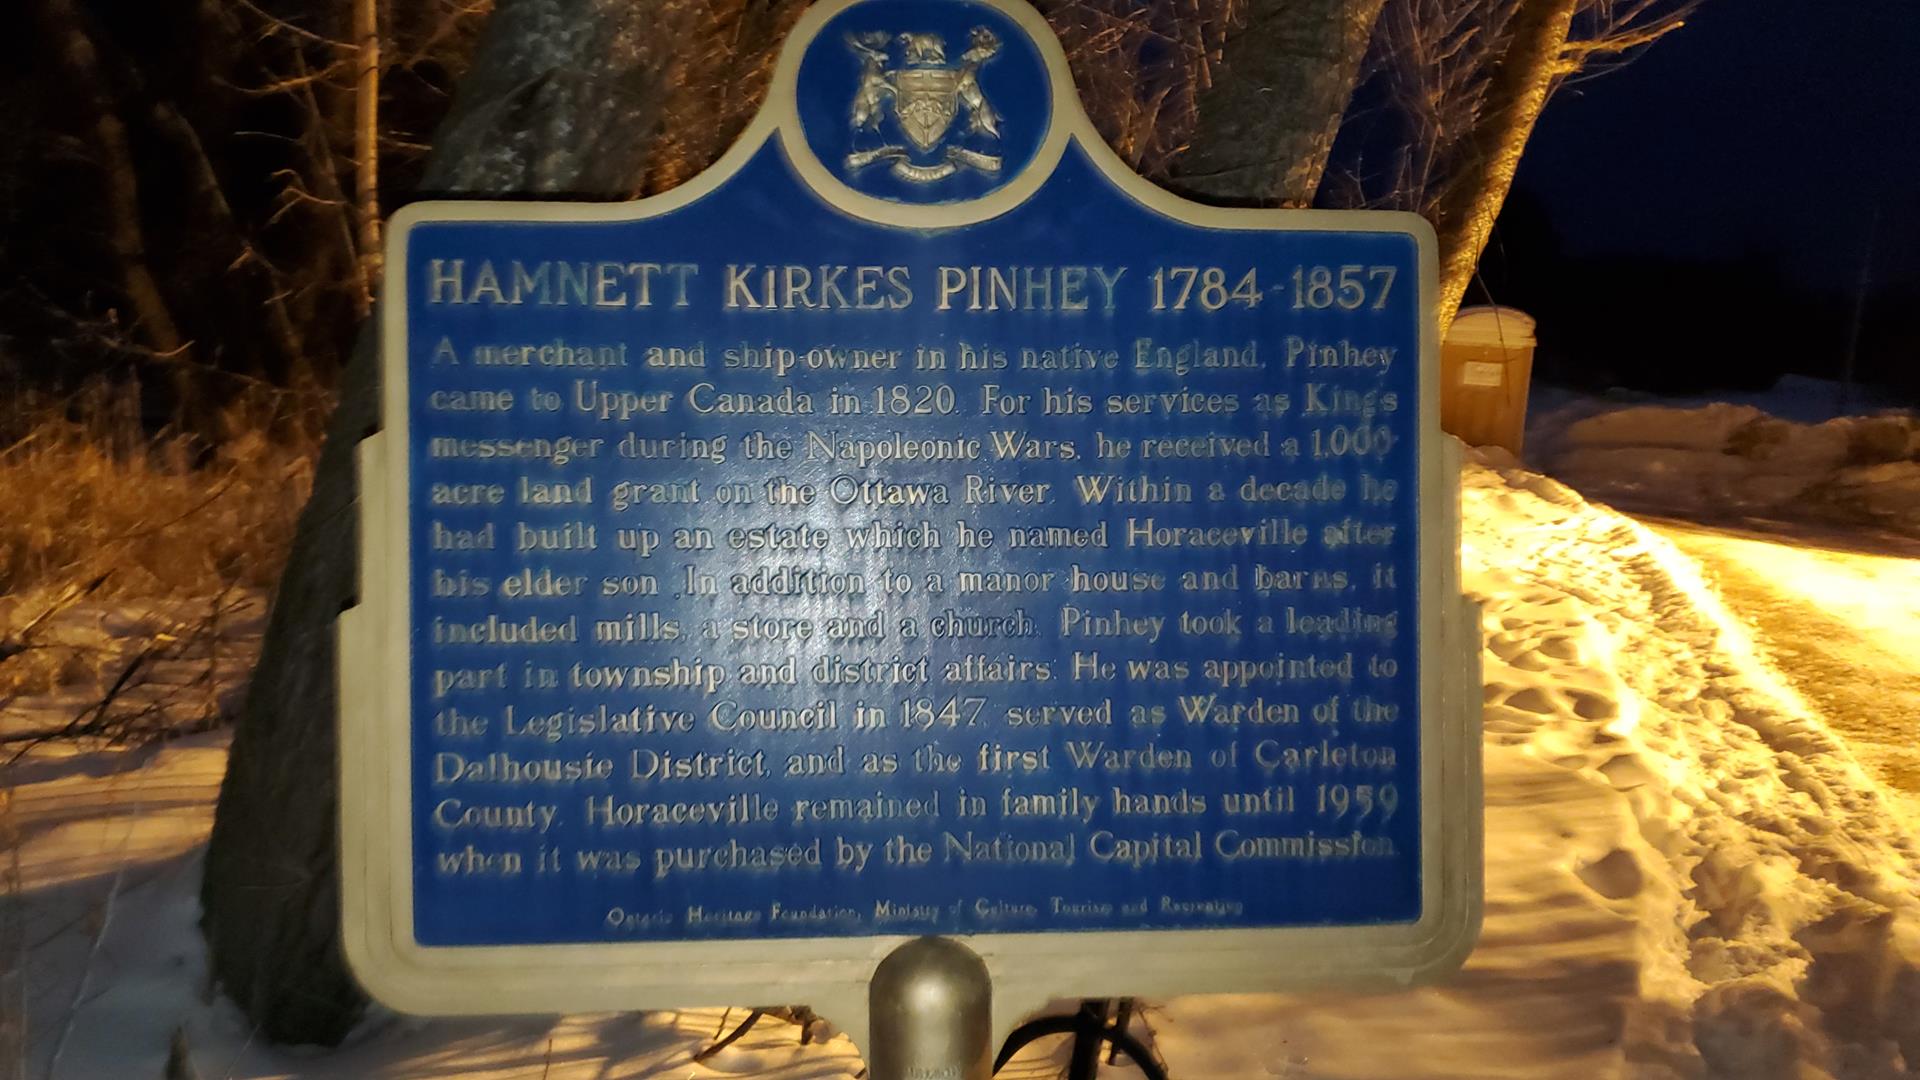 HAMNETT KIRKES PINHEY 1784-1857
A merchant and ship-owner in his native England, Pinhey
came to Upper Canada in 1820. For his services as King's
messenger during the Napoleonic Wars, he received a 1,000-
acre land grant on the Ottawa River. Within a decade he
had built up an estate which he named Horaceville after
his elder son. In addition to a manor house and barns, it
included mills, a store and a church. Pinhey took a leading
part in township and district affairs. He was appointed to
the Legislative Council in 1847, served as Warden of the
Dalhousie District, and as the first Warden of Carleton
County. Horaceville remained in family hands until 1959
when it was purchased by the National Capital Commission.
Ontario Heritage Foundation, Ministry of Culture, Tourism and Recreation